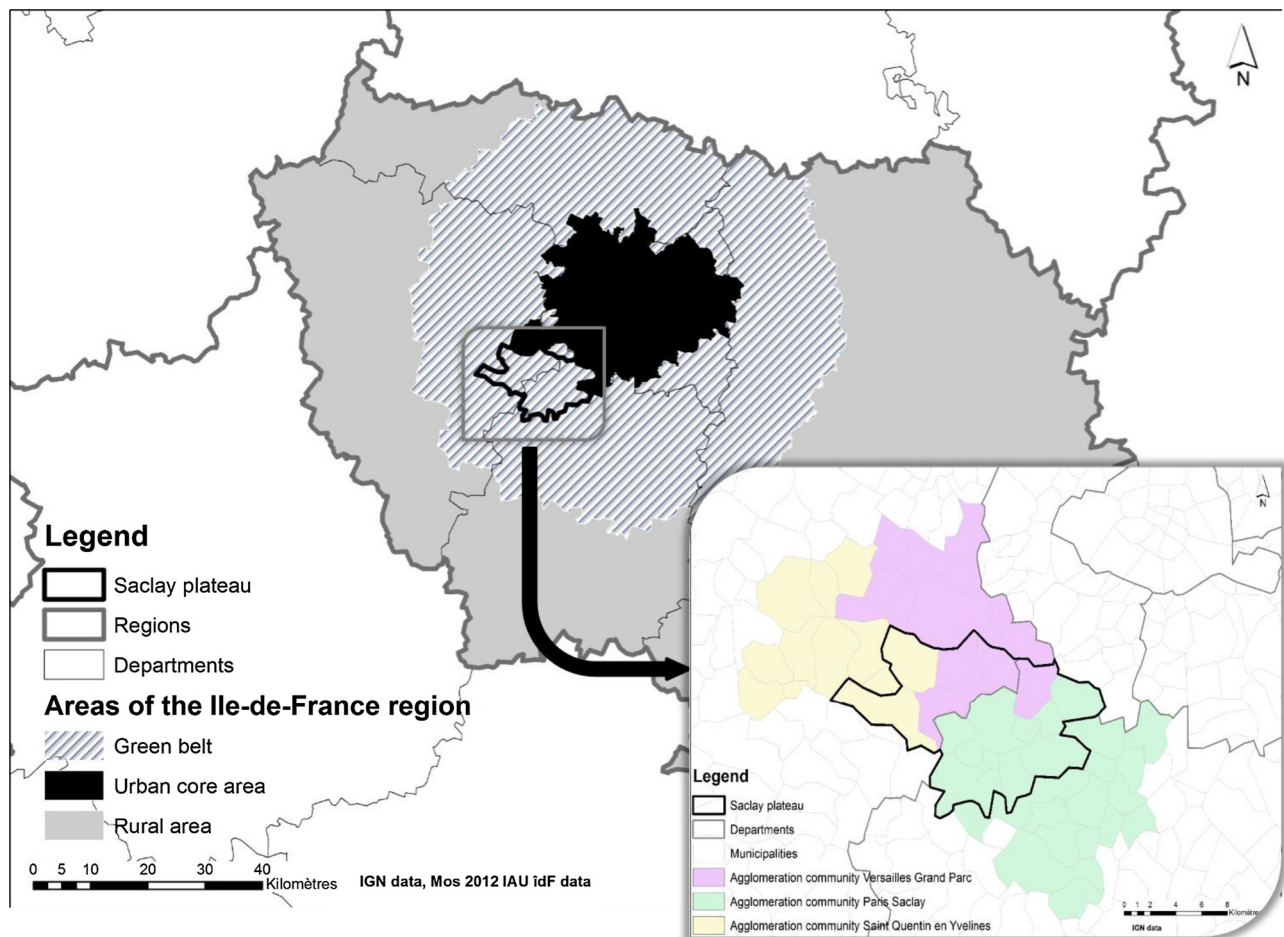 N
Legend
Saclay plateau
Regions
Departments
Areas of the Ile-de-France region
Green belt
Urban core area
Rural area
0 5 10 20 30 40
Kilomètres
IGN data, Mos 2012 IAU îdF data
N
Legend
Saclay plateau
Departments
Municipalities
Agglomeration community Versailles Grand Parc
Agglomeration community Paris Saclay
Agglomeration community Saint Quentin en Yvelines
0 1 2 4 6 8
Kilomètre
IGN data